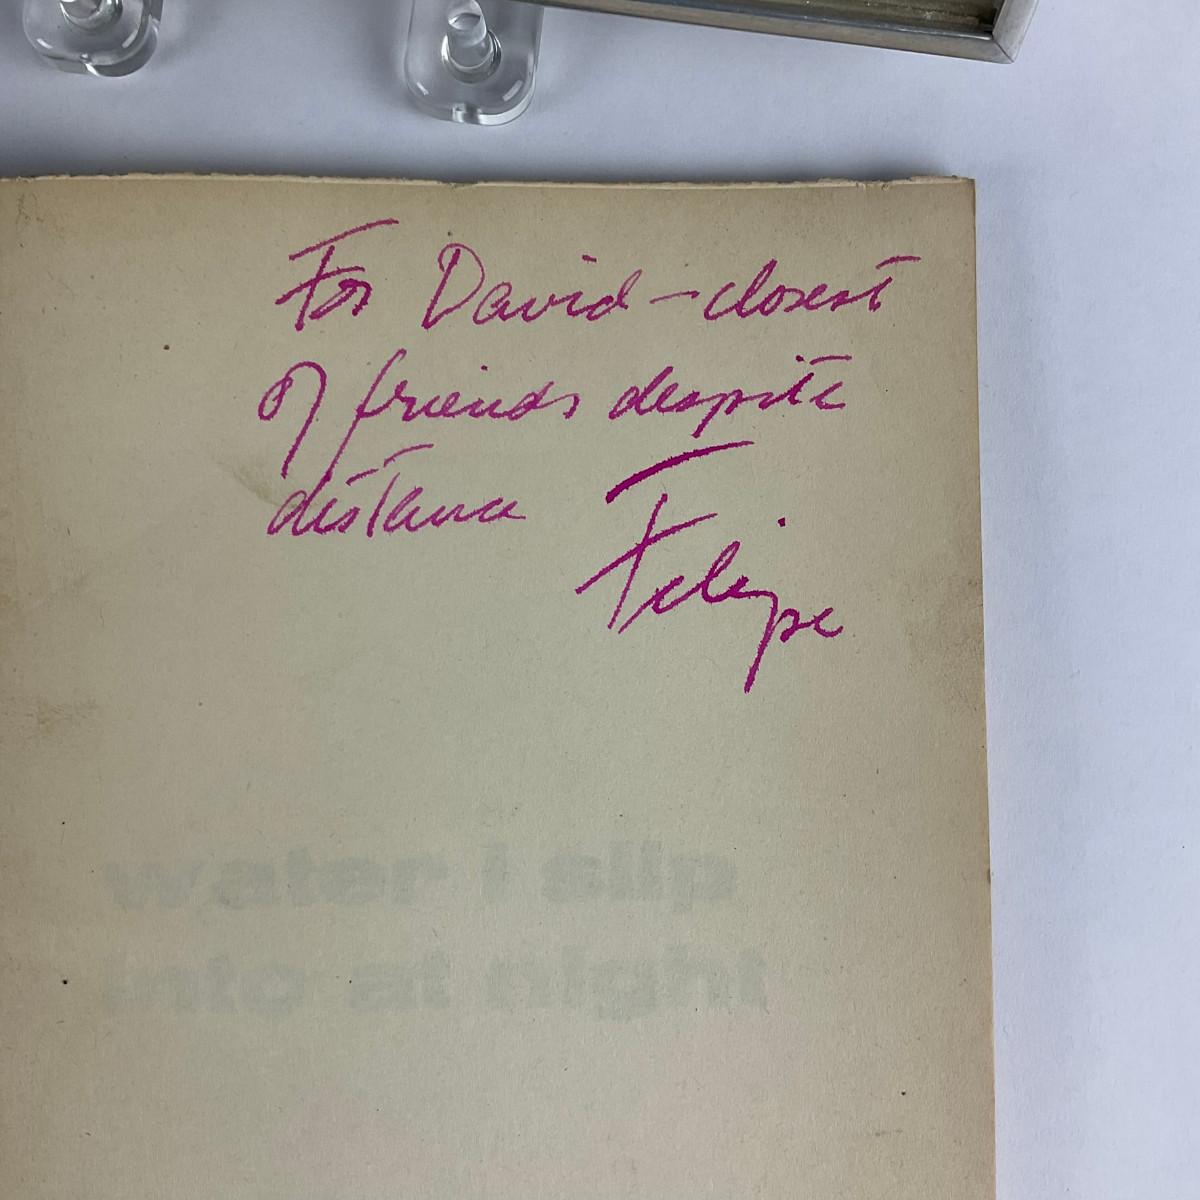 For David - closest
of friends despite
distance
Felipe
water i slip
into at night